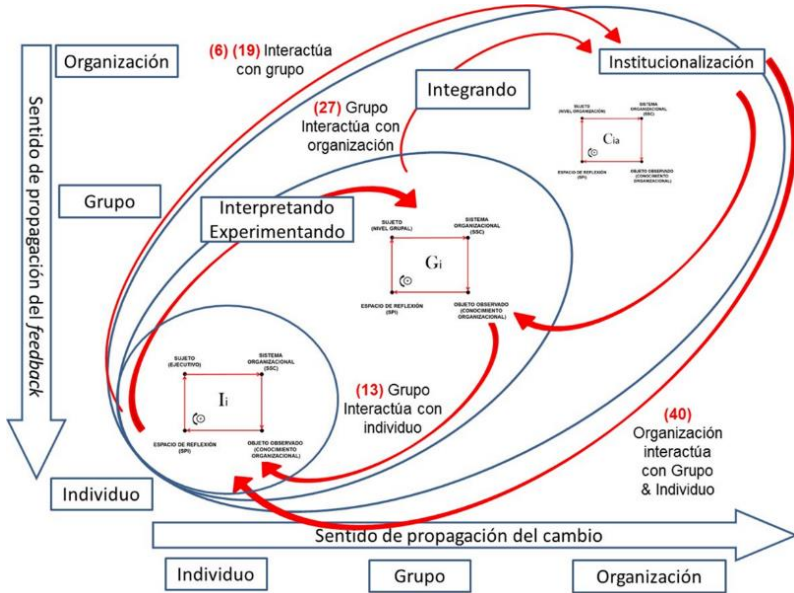 Organización
(6) (19) Interactúa
con grupo
Institucionalización
Integrando
(27) Grupo
Interactúa con
organización
SUJETO
(NIVEL ORGANIZACIONAL)
SISTEMA
ORGANIZACIONAL
(SSC)
Cia
ESPACIO DE REFLEXIÓN
(SPI)
OBJETO OBSERVADO
(CONOCIMIENTO
ORGANIZACIONAL)
Sentido de propagación del feedback
Grupo
Interpretando
Experimentando
SUJETO
(NIVEL GRUPAL)
SISTEMA
ORGANIZACIONAL
(SSC)
Gi
ESPACIO DE REFLEXIÓN
(SPI)
OBJETO OBSERVADO
(CONOCIMIENTO
ORGANIZACIONAL)
SUJETO
(EJECUTIVO)
SISTEMA
ORGANIZACIONAL
(SSC)
Ii
ESPACIO DE REFLEXIÓN
(SPI)
OBJETO OBSERVADO
(CONOCIMIENTO
ORGANIZACIONAL)
(13) Grupo
Interactúa con
individuo
(40)
Organización
interactúa
con Grupo
& Individuo
Individuo
Sentido de propagación del cambio
Individuo
Grupo
Organización